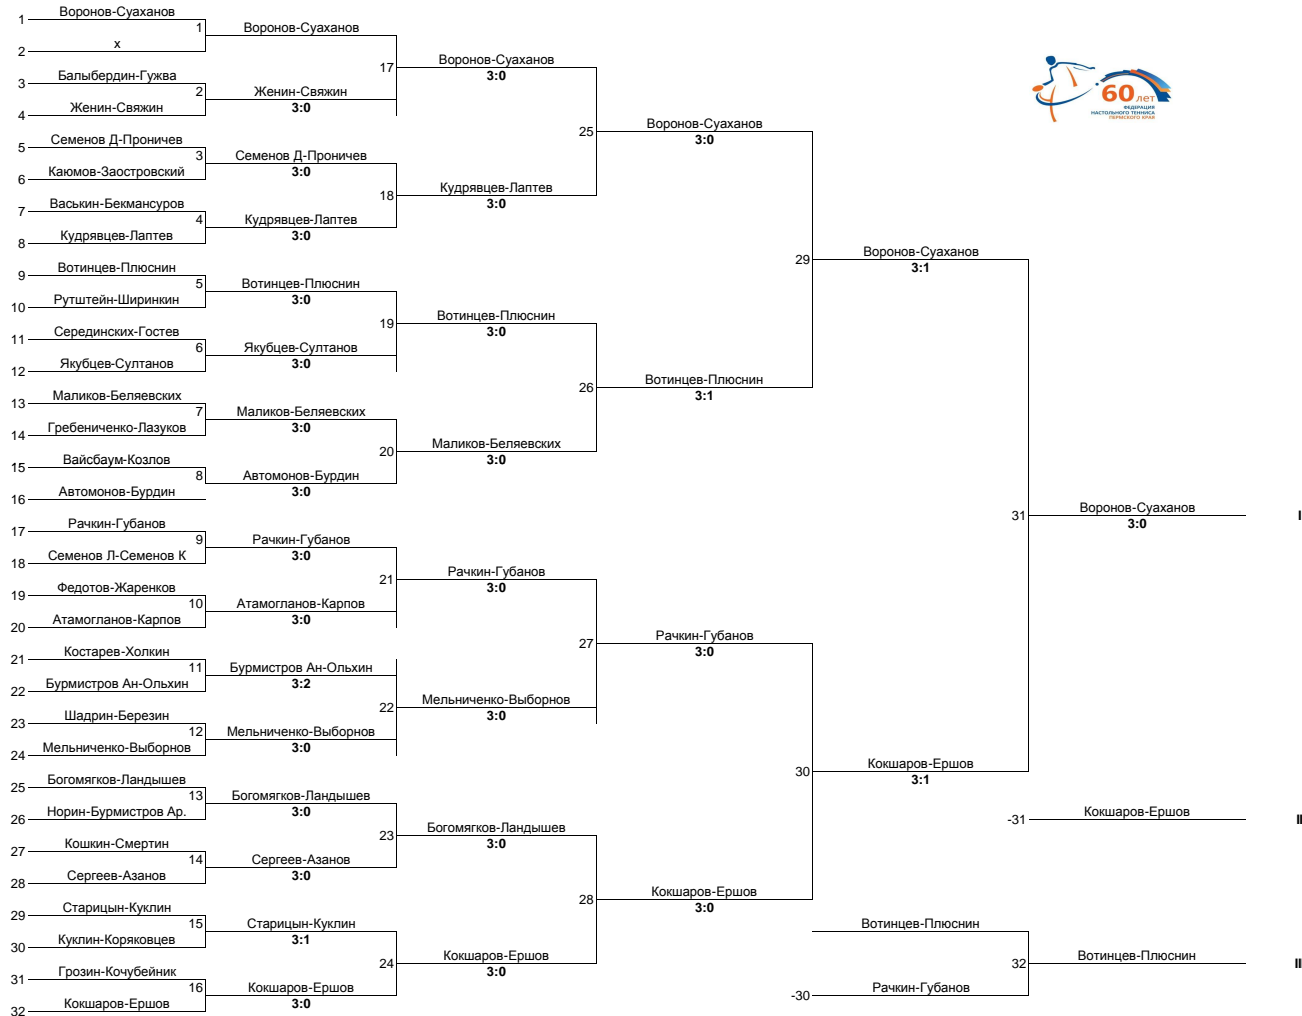 1 Воронов-Суаханов
1 Воронов-Суаханов
2 х
17 Воронов-Суаханов
3:0
3 Балыбердин-Гужва
2 Женин-Свяжин
3:0
4 Женин-Свяжин
25 Воронов-Суаханов
3:0
5 Семенов Д-Проничев
3 Семенов Д-Проничев
3:0
6 Каюмов-Заостровский
18 Кудрявцев-Лаптев
3:0
7 Васькин-Бекмансуров
4 Кудрявцев-Лаптев
3:0
8 Кудрявцев-Лаптев
29 Воронов-Суаханов
3:1
9 Вотинцев-Плюснин
5 Вотинцев-Плюснин
3:0
10 Рутштейн-Ширинкин
19 Вотинцев-Плюснин
3:0
11 Серединских-Гостев
6 Якубцев-Султанов
3:0
12 Якубцев-Султанов
26 Вотинцев-Плюснин
3:1
13 Маликов-Беляевских
7 Маликов-Беляевских
3:0
14 Гребениченко-Лазуков
20 Маликов-Беляевских
3:0
15 Вайсбаум-Козлов
8 Автомонов-Бурдин
3:0
16 Автомонов-Бурдин
31 Воронов-Суаханов I
3:0
17 Рачкин-Губанов
9 Рачкин-Губанов
3:0
18 Семенов Л-Семенов К
21 Рачкин-Губанов
3:0
19 Федотов-Жаренков
10 Атамогланов-Карпов
3:0
20 Атамогланов-Карпов
27 Рачкин-Губанов
3:0
21 Костарев-Холкин
11 Бурмистров Ан-Ольхин
3:2
22 Бурмистров Ан-Ольхин
22 Мельниченко-Выборнов
3:0
23 Шадрин-Березин
12 Мельниченко-Выборнов
3:0
24 Мельниченко-Выборнов
30 Кокшаров-Ершов
3:1
25 Богомягков-Ландышев
13 Богомягков-Ландышев
3:0
26 Норин-Бурмистров Ар.
-31 Кокшаров-Ершов II
23 Богомягков-Ландышев
3:0
27 Кошкин-Смертин
14 Сергеев-Азанов
3:0
28 Сергеев-Азанов
28 Кокшаров-Ершов
3:0
29 Старицын-Куклин
15 Старицын-Куклин
3:1
30 Куклин-Коряковцев
Вотинцев-Плюснин
24 Кокшаров-Ершов
3:0
32 Вотинцев-Плюснин III
31 Грозин-Кочубейник
16 Кокшаров-Ершов
3:0
32 Кокшаров-Ершов
-30 Рачкин-Губанов
60 лет
ФЕДЕРАЦИЯ
НАСТОЛЬНОГО ТЕННИСА
ПЕРМСКОГО КРАЯ